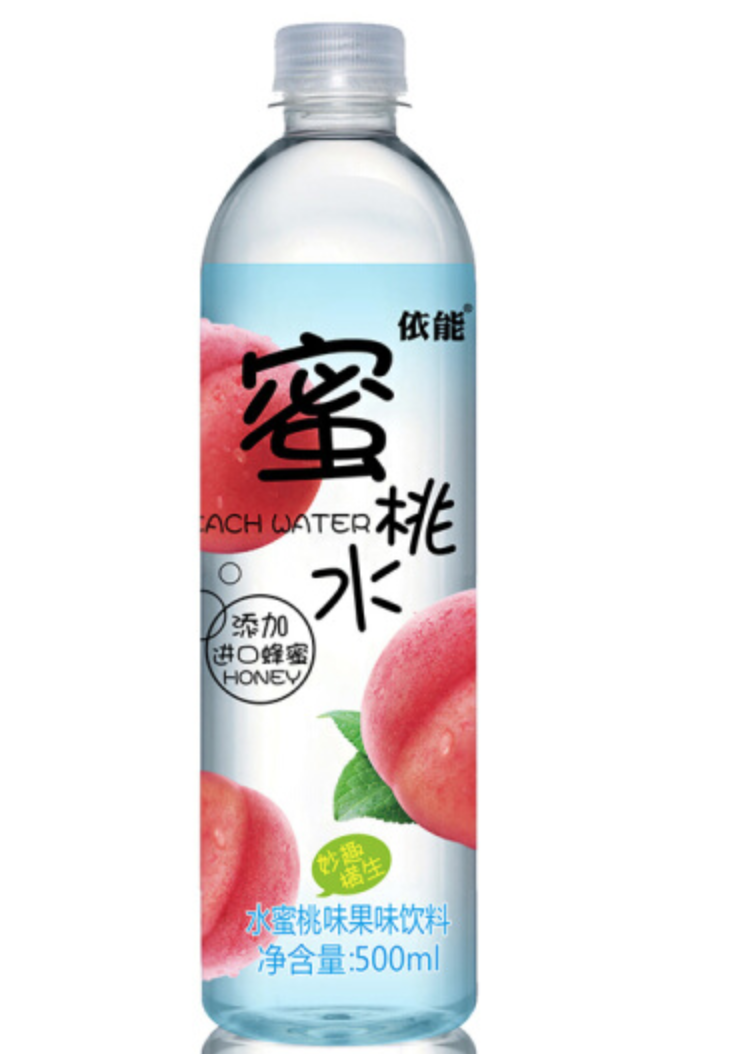 依能®
蜜桃水
EACH WATER
添加
进口蜂蜜
HONEY
妙趣
横生
水蜜桃味果味饮料
净含量:500ml